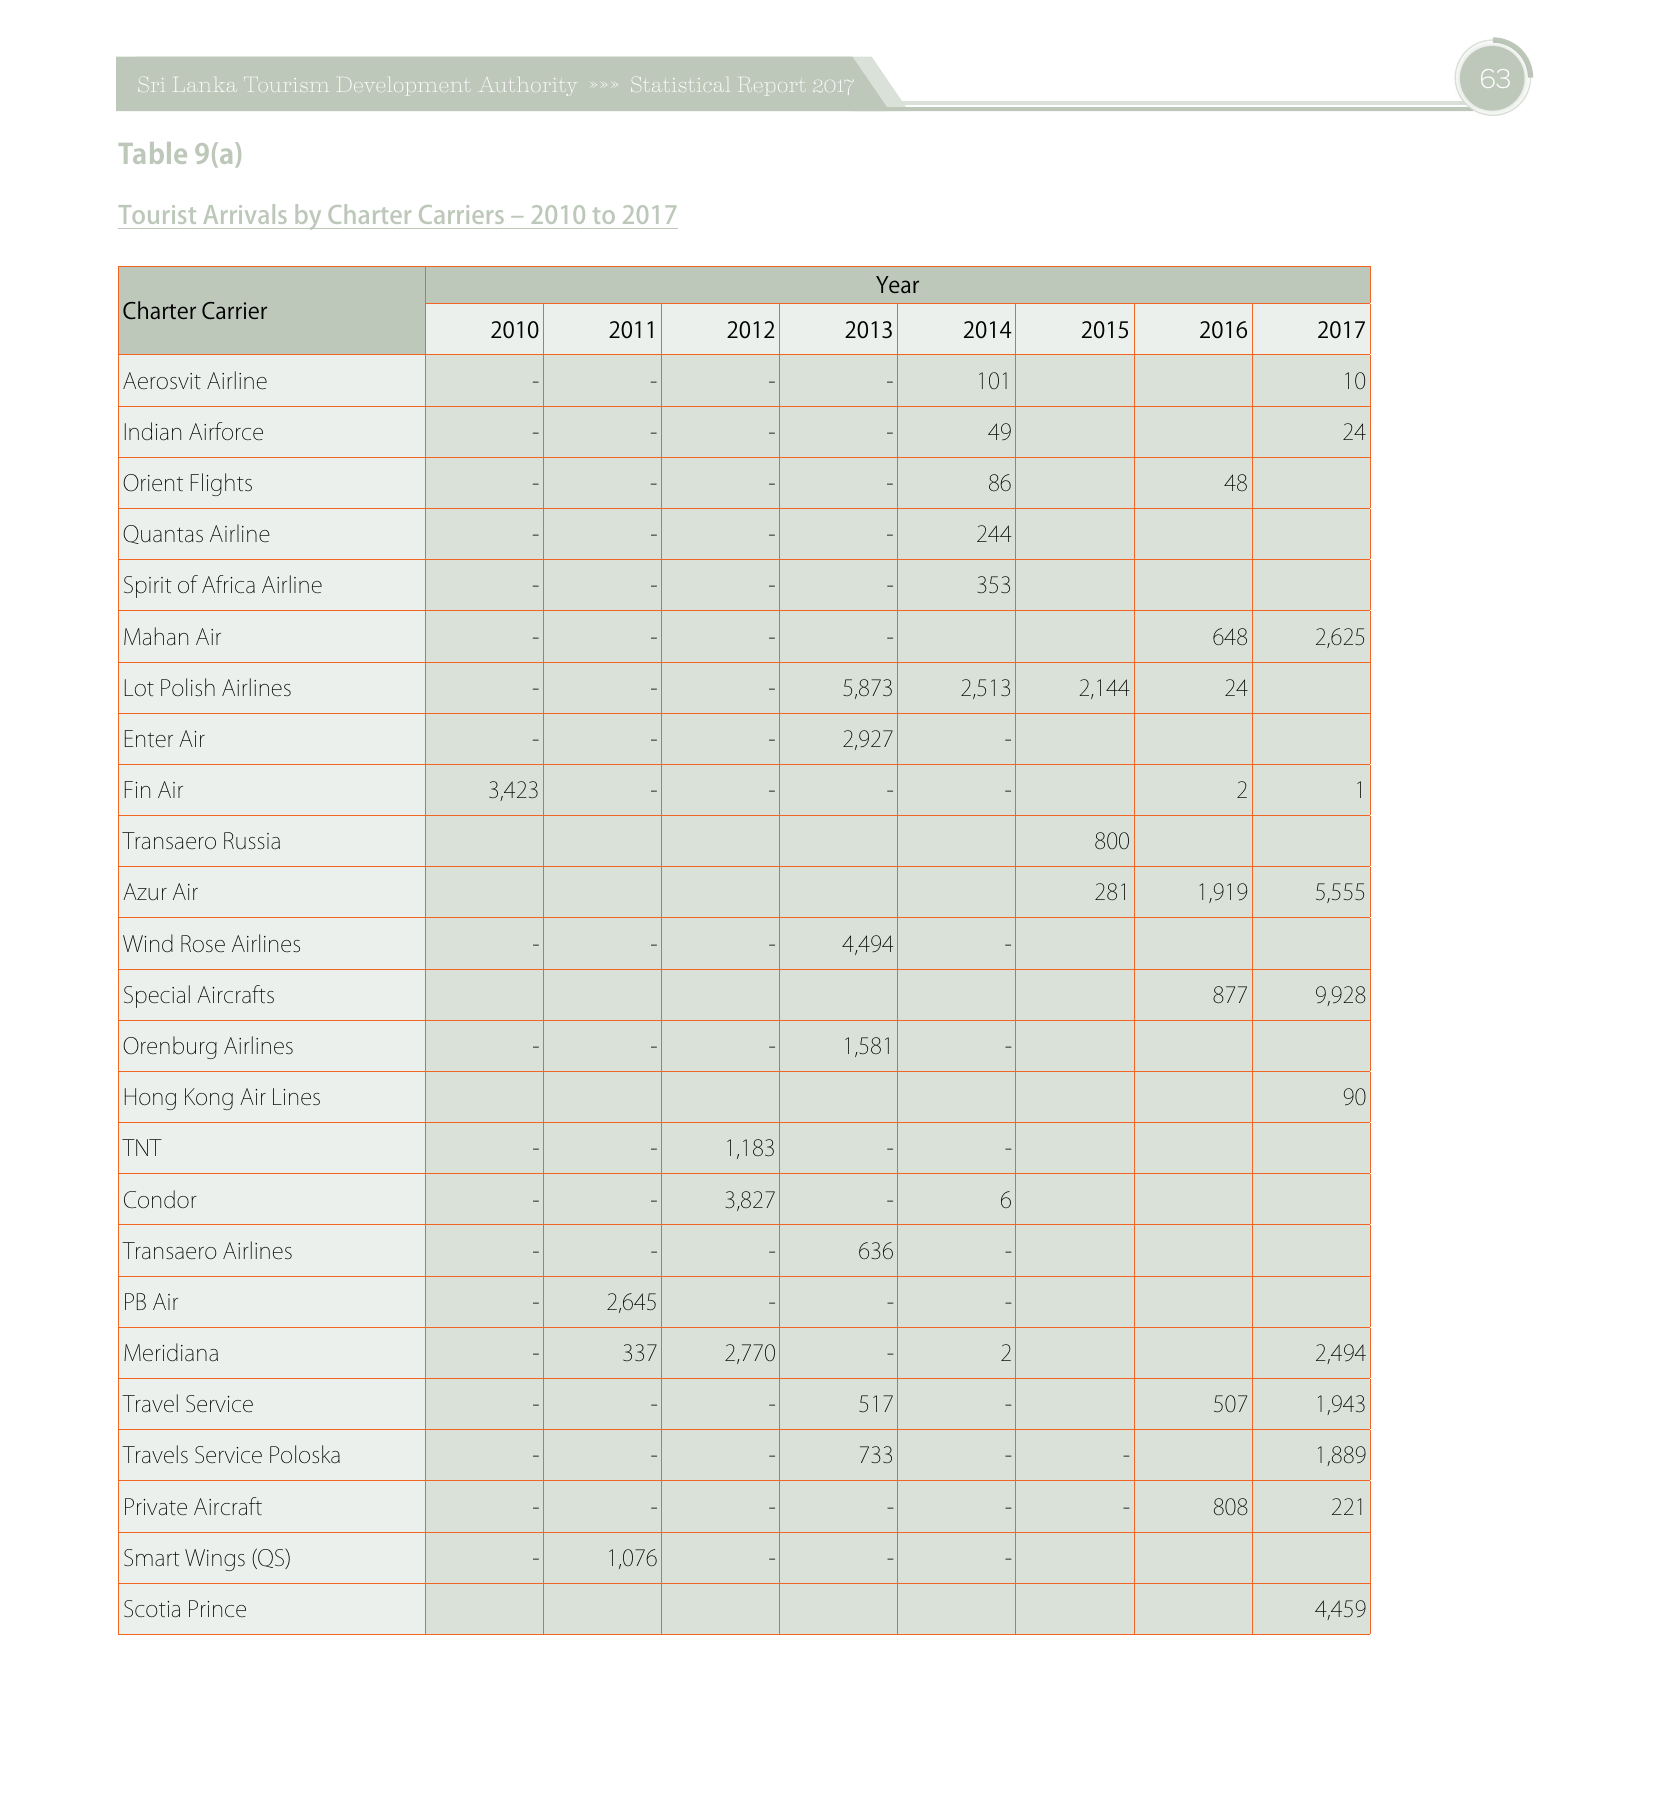 Sri Lanka Tourism Development Authority »»» Statistical Report 2017
63
Table 9(a)
Tourist Arrivals by Charter Carriers – 2010 to 2017
Charter Carrier Year
2010 2011 2012 2013 2014 2015 2016 2017
Aerosvit Airline - - - - 101 10
Indian Airforce - - - - 49 24
Orient Flights - - - - 86 48
Quantas Airline - - - - 244
Spirit of Africa Airline - - - - 353
Mahan Air - - - - 648 2,625
Lot Polish Airlines - - - 5,873 2,513 2,144 24
Enter Air - - - 2,927 -
Fin Air 3,423 - - - - 2 1
Transaero Russia 800
Azur Air 281 1,919 5,555
Wind Rose Airlines - - - 4,494 -
Special Aircrafts 877 9,928
Orenburg Airlines - - - 1,581 -
Hong Kong Air Lines 90
TNT - - 1,183 - -
Condor - - 3,827 - 6
Transaero Airlines - - - 636 -
PB Air - 2,645 - - -
Meridiana - 337 2,770 - 2 2,494
Travel Service - - - 517 - 507 1,943
Travels Service Poloska - - - 733 - - 1,889
Private Aircraft - - - - - - 808 221
Smart Wings (QS) - 1,076 - - -
Scotia Prince 4,459